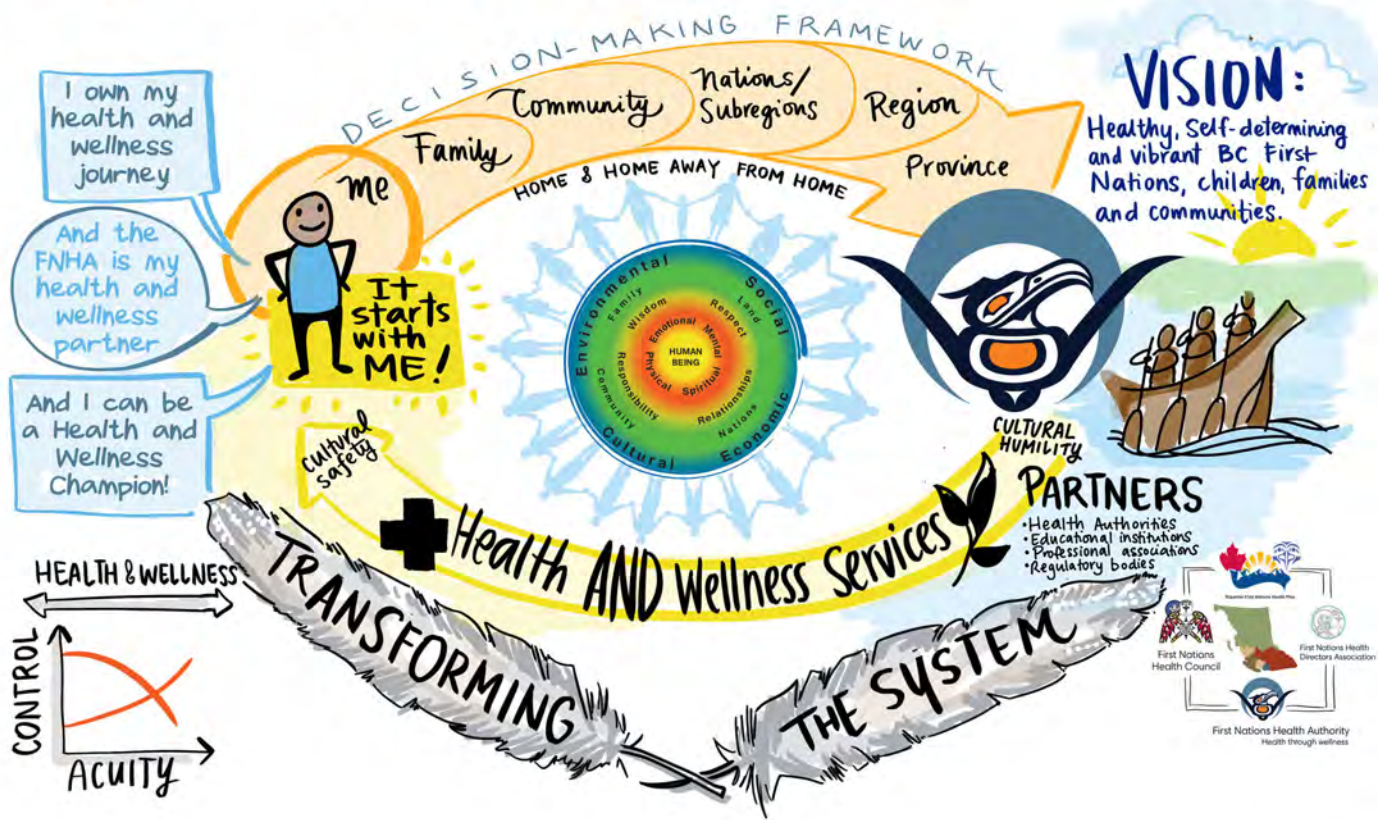 DECISION-MAKING FRAMEWORK
I own my
health and
wellness
journey
And the
FNHA is my
health and
wellness
partner
And I can be
a Health and
Wellness
Champion!
me
Family
Community
Nations/
Subregions
Region
Province
HOME & HOME AWAY FROM HOME
It
starts
with
ME!
VISION:
Healthy, Self-determining
and vibrant BC First
Nations, children, families
and communities.
Environmental
Social
Cultural
Economic
Family
Land
Community
Nations
Wisdom
Respect
Responsibility
Relationships
Emotional
Mental
Physical
Spiritual
HUMAN
BEING
cultural
safety
CULTURAL
HUMILITY
Health AND Wellness Services
PARTNERS
•Health Authorities
•Educational institutions
•Professional associations
•Regulatory bodies
HEALTH & WELLNESS
CONTROL
ACUITY
TRANSFORMING
THE SYSTEM
Tripartite First Nations Health Plan
First Nations
Health Council
First Nations Health
Directors Association
First Nations Health Authority
Health through wellness